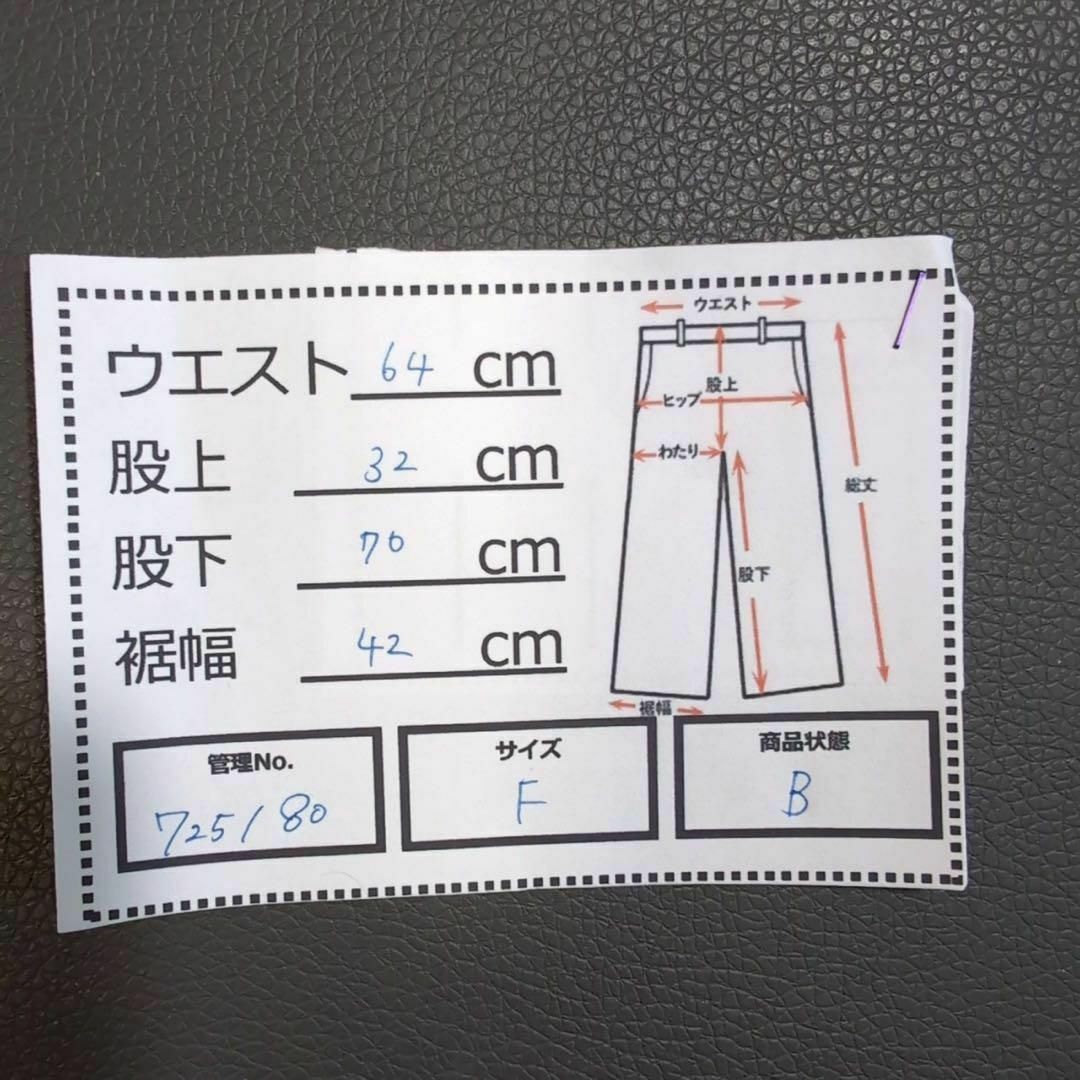 ウエスト 64 cm
股上 32 cm
股下 70 cm
裾幅 42 cm
ウエスト
股上
ヒップ
わたり
総丈
股下
裾幅
管理No.
725/80
サイズ
F
商品状態
B